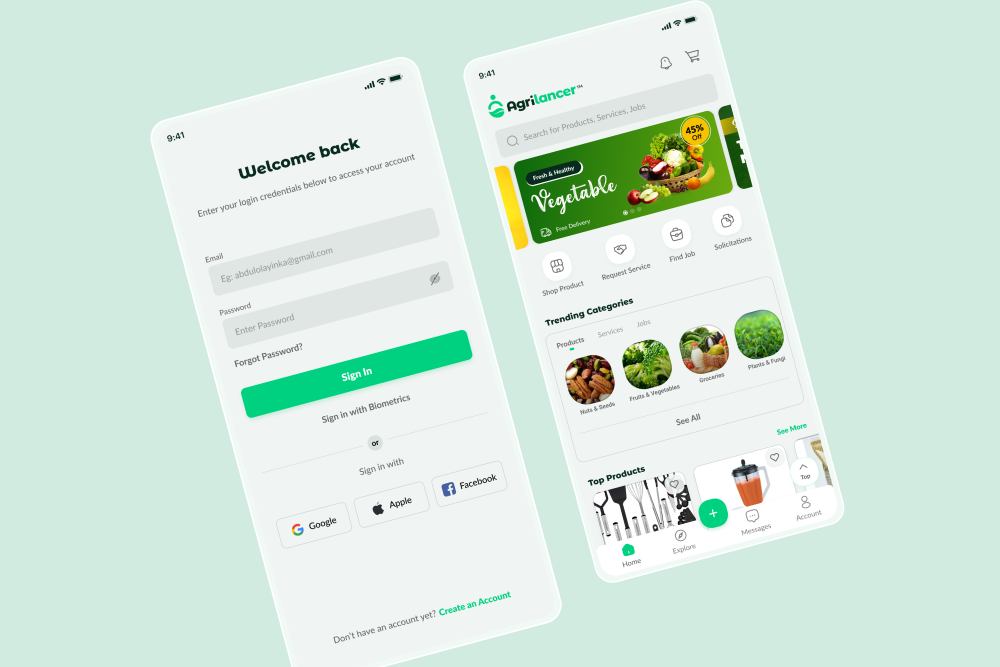 9:41
Welcome back
Enter your login credentials below to access your account
Email
Eg: abdulolayinka@gmail.com
Password
Enter Password
Forgot Password?
Sign In
Sign in with Biometrics
or
Sign in with
Google
Apple
Facebook
Don't have an account yet? Create an Account
9:41
Agrilancer™
Search for Products, Services, Jobs
45%
Off
Fresh & Healthy
Vegetable
Free Delivery
Shop Product
Request Service
Find Job
Solicitations
Trending Categories
Products
Services
Jobs
Nuts & Seeds
Fruits & Vegetables
Groceries
Plants & Fungi
See All
Top Products
See More
Top
Home
Explore
+
Messages
Account